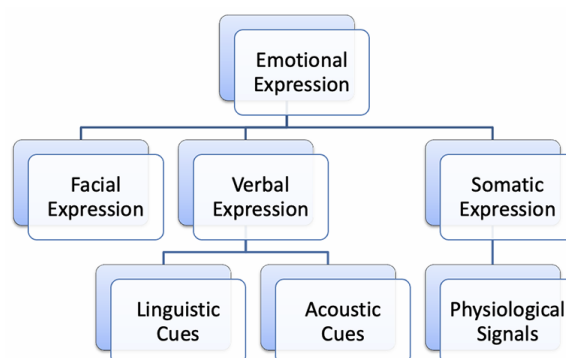 Emotional
Expression
Facial
Expression
Verbal
Expression
Somatic
Expression
Linguistic
Cues
Acoustic
Cues
Physiological
Signals